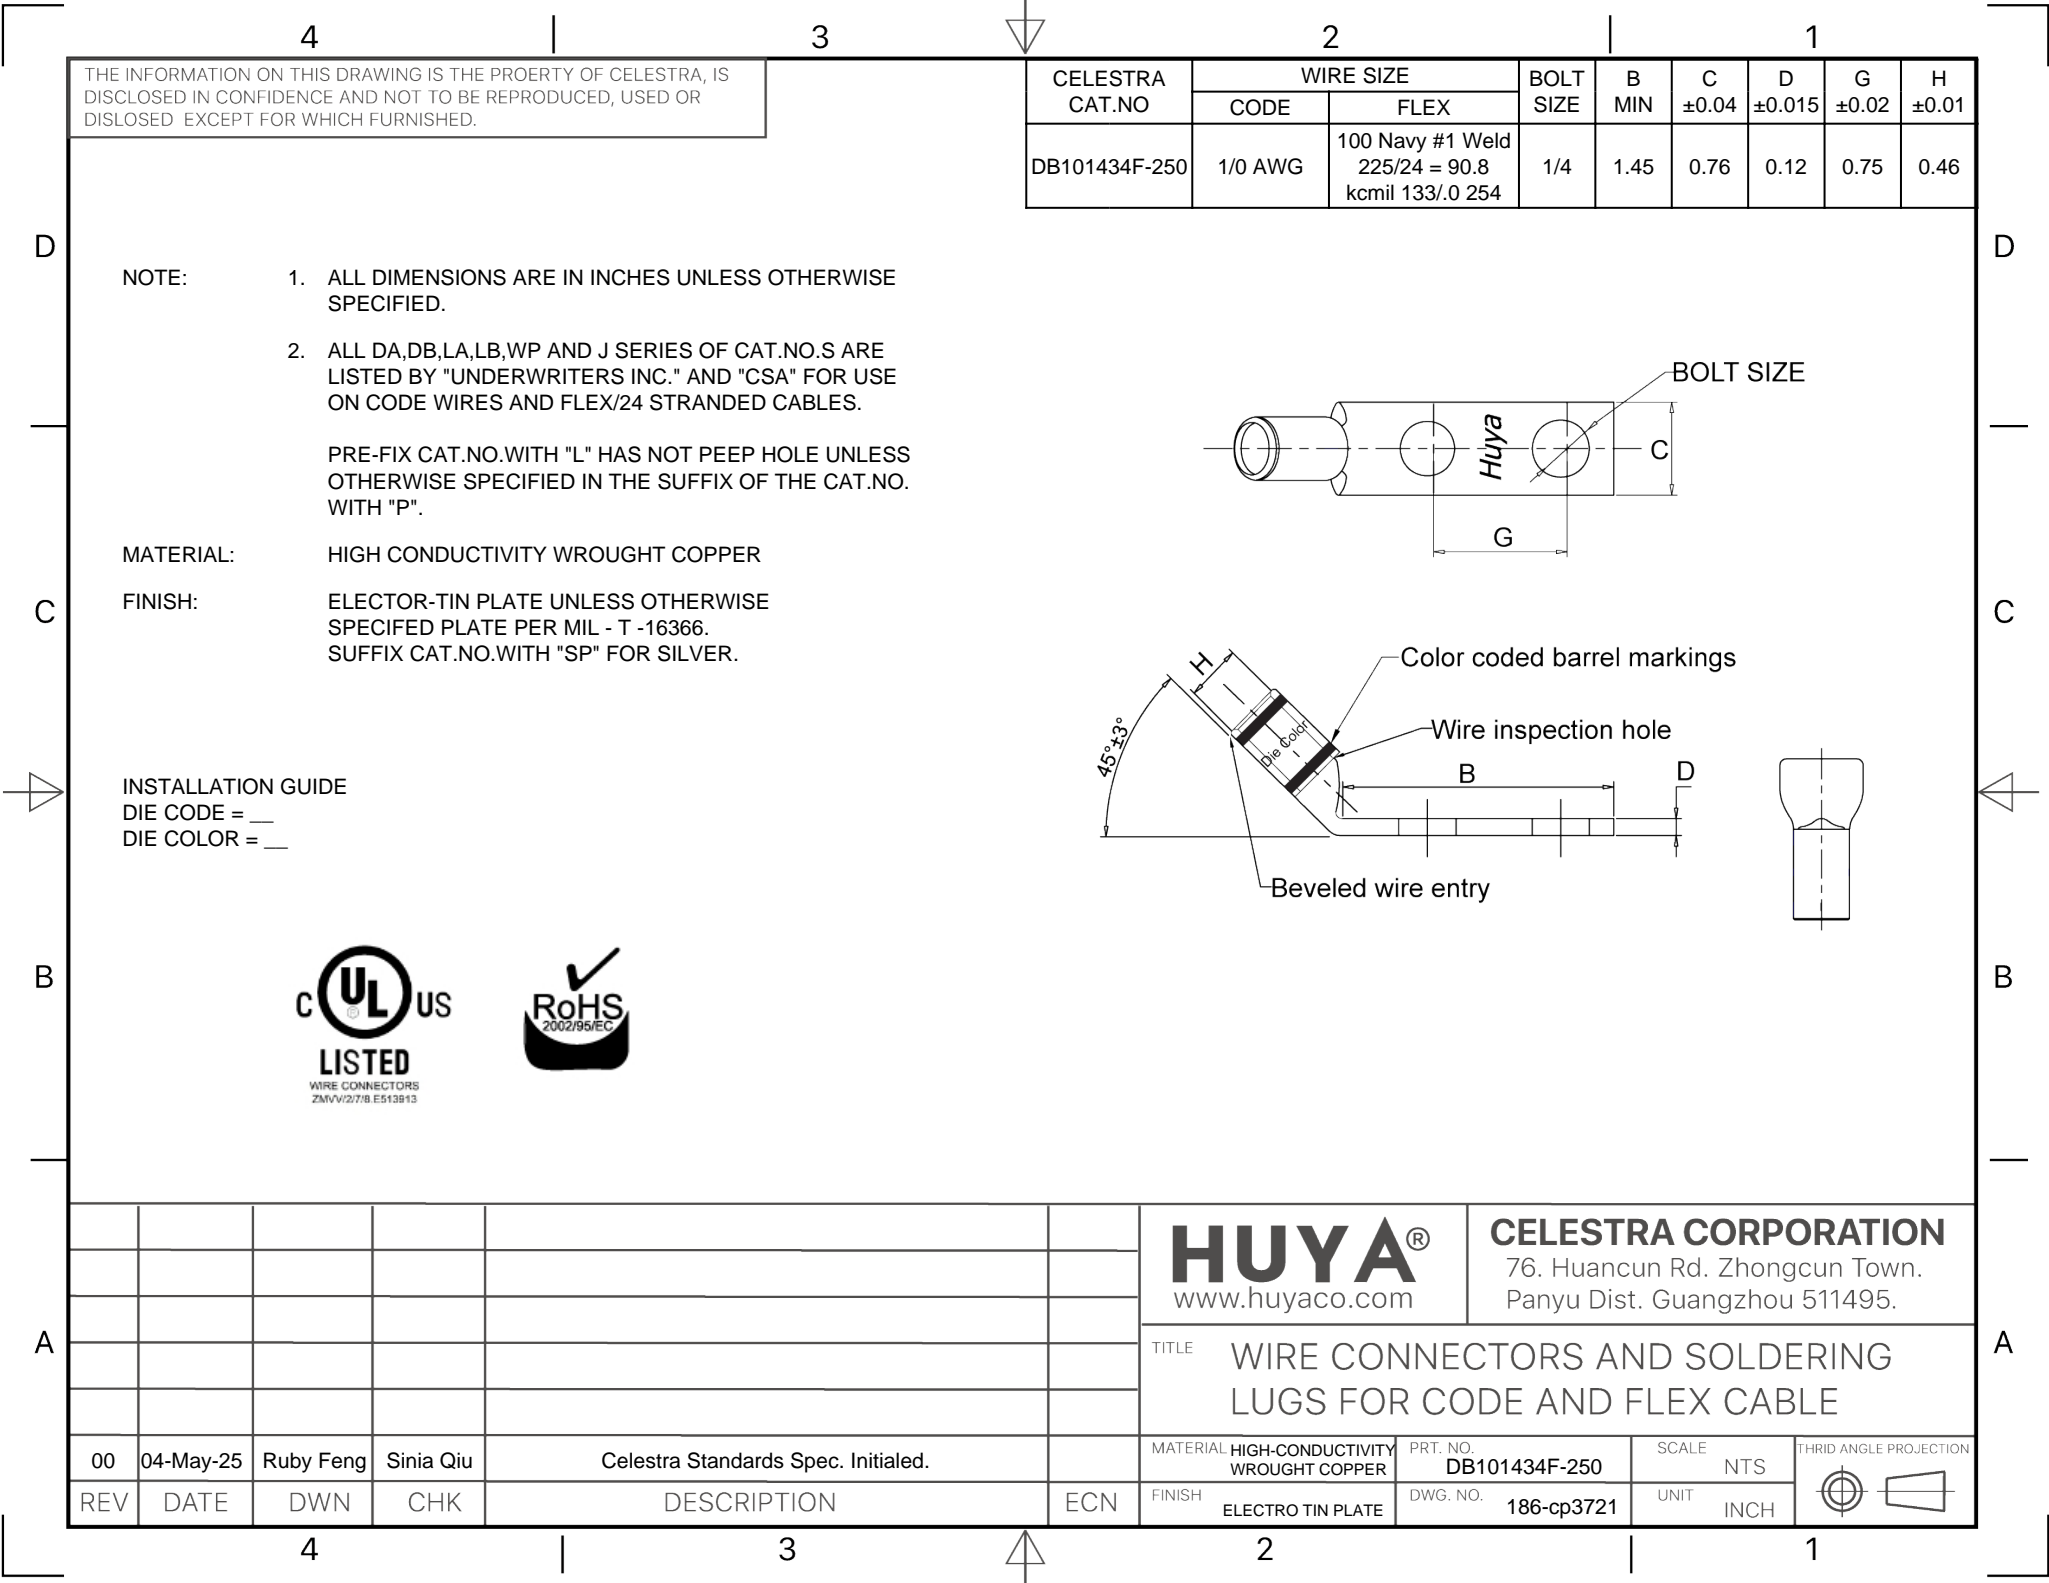 4 3 2 1
THE INFORMATION ON THIS DRAWING IS THE PROERTY OF CELESTRA, IS
DISCLOSED IN CONFIDENCE AND NOT TO BE REPRODUCED, USED OR
DISLOSED EXCEPT FOR WHICH FURNISHED.
CELESTRA CAT.NO WIRE SIZE BOLT SIZE B MIN C ±0.04 D ±0.015 G ±0.02 H ±0.01
CODE FLEX
DB101434F-250 1/0 AWG 100 Navy #1 Weld 225/24 = 90.8 kcmil 133/.0 254 1/4 1.45 0.76 0.12 0.75 0.46
D D
NOTE: 1. ALL DIMENSIONS ARE IN INCHES UNLESS OTHERWISE
SPECIFIED.
2. ALL DA,DB,LA,LB,WP AND J SERIES OF CAT.NO.S ARE
LISTED BY "UNDERWRITERS INC." AND "CSA" FOR USE
ON CODE WIRES AND FLEX/24 STRANDED CABLES.
PRE-FIX CAT.NO.WITH "L" HAS NOT PEEP HOLE UNLESS
OTHERWISE SPECIFIED IN THE SUFFIX OF THE CAT.NO.
WITH "P".
MATERIAL: HIGH CONDUCTIVITY WROUGHT COPPER
FINISH: ELECTOR-TIN PLATE UNLESS OTHERWISE
SPECIFED PLATE PER MIL - T -16366.
SUFFIX CAT.NO.WITH "SP" FOR SILVER.
BOLT SIZE
Huya
C
G
C C
H
Color coded barrel markings
45°±3°
Die Color
Wire inspection hole
B
D
Beveled wire entry
INSTALLATION GUIDE
DIE CODE = __
DIE COLOR = __
B B
C UL US
®
LISTED
WIRE CONNECTORS
ZMVV/2/7/8.E513913
RoHS
2002/95/EC
HUYA®
www.huyaco.com
CELESTRA CORPORATION
76. Huancun Rd. Zhongcun Town.
Panyu Dist. Guangzhou 511495.
A A
TITLE WIRE CONNECTORS AND SOLDERING
LUGS FOR CODE AND FLEX CABLE
00 04-May-25 Ruby Feng Sinia Qiu Celestra Standards Spec. Initialed.
REV DATE DWN CHK DESCRIPTION ECN
MATERIAL HIGH-CONDUCTIVITY
WROUGHT COPPER
PRT. NO. DB101434F-250
SCALE NTS
THRID ANGLE PROJECTION
FINISH ELECTRO TIN PLATE
DWG. NO. 186-cp3721
UNIT INCH
4 3 2 1